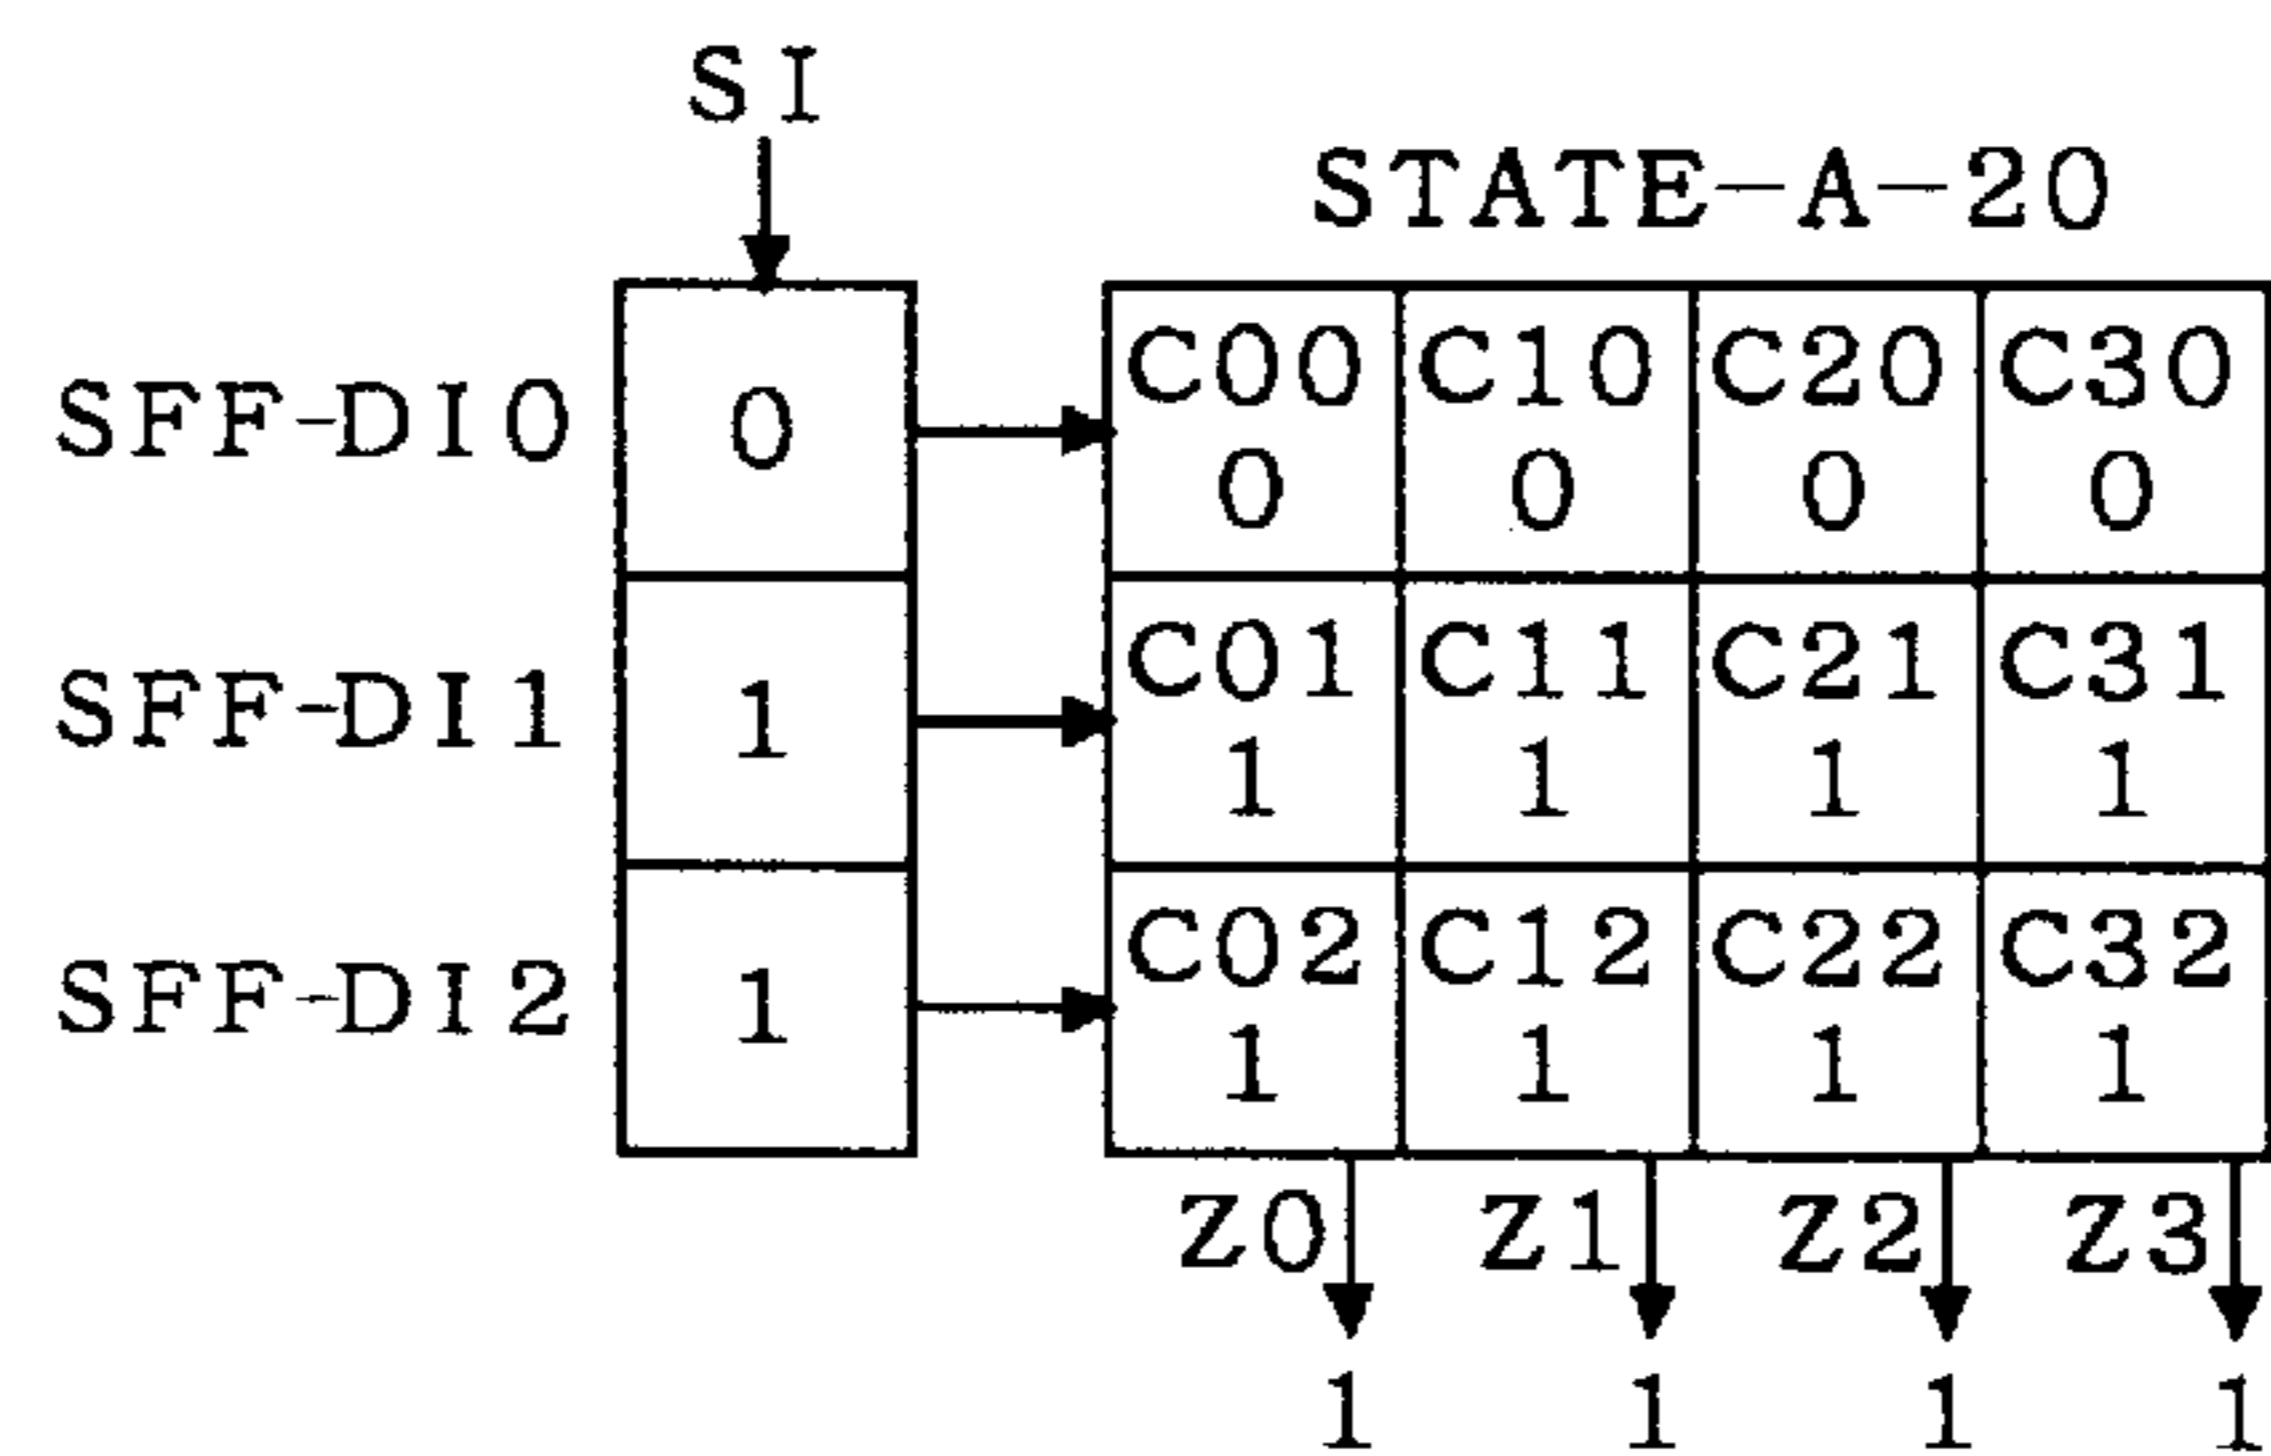 SI
STATE-A-20
SFF-DI0 0 C00 C10 C20 C30
0 0 0 0
SFF-DI1 1 C01 C11 C21 C31
1 1 1 1
SFF-DI2 1 C02 C12 C22 C32
1 1 1 1
Z0 Z1 Z2 Z3
1 1 1 1